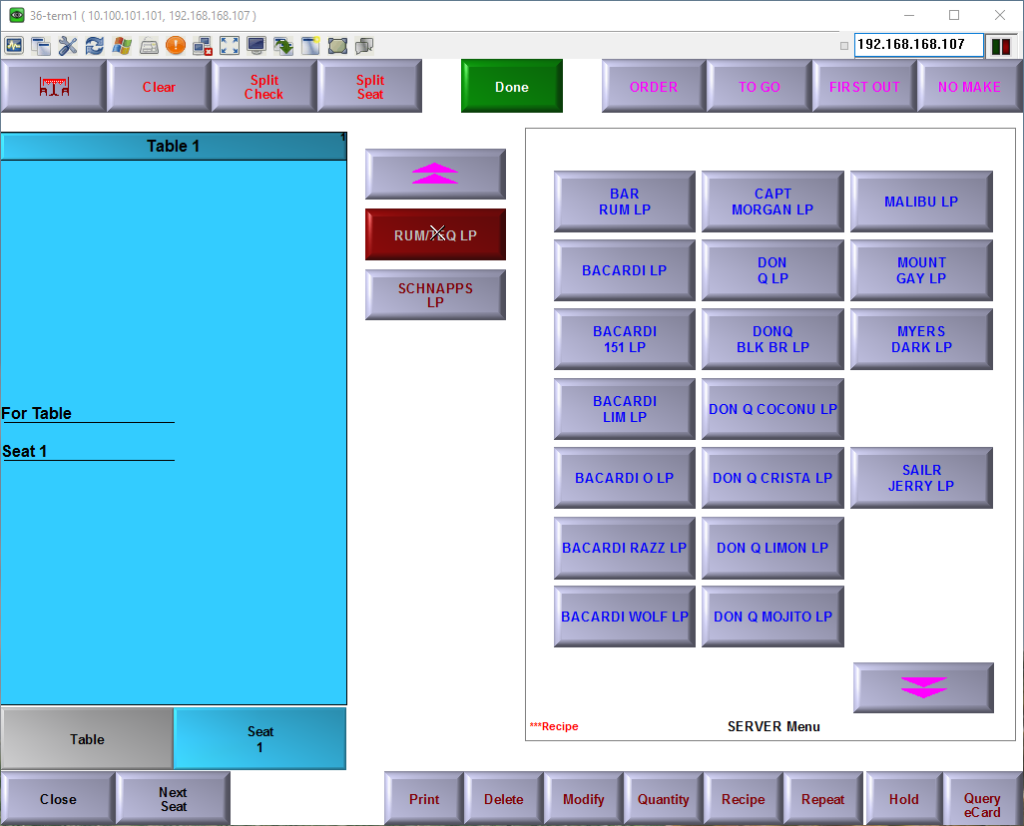 36-term1 ( 10.100.101.101, 192.168.168.107 )
192.168.168.107
Clear
Split
Check
Split
Seat
Done
ORDER
TO GO
FIRST OUT
NO MAKE
Table 1
1
For Table
Seat 1
Table
Seat
1
RUM/TEQ LP
SCHNAPPS
LP
BAR
RUM LP
CAPT
MORGAN LP
MALIBU LP
BACARDI LP
DON
Q LP
MOUNT
GAY LP
BACARDI
151 LP
DONQ
BLK BR LP
MYERS
DARK LP
BACARDI
LIM LP
DON Q COCONU LP
BACARDI O LP
DON Q CRISTA LP
SAILR
JERRY LP
BACARDI RAZZ LP
DON Q LIMON LP
BACARDI WOLF LP
DON Q MOJITO LP
***Recipe
SERVER Menu
Close
Next
Seat
Print
Delete
Modify
Quantity
Recipe
Repeat
Hold
Query
eCard